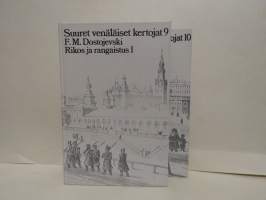 Suuret venäläiset kertojat 9
F. M. Dostojevski
Rikos ja rangaistus I
jat 10